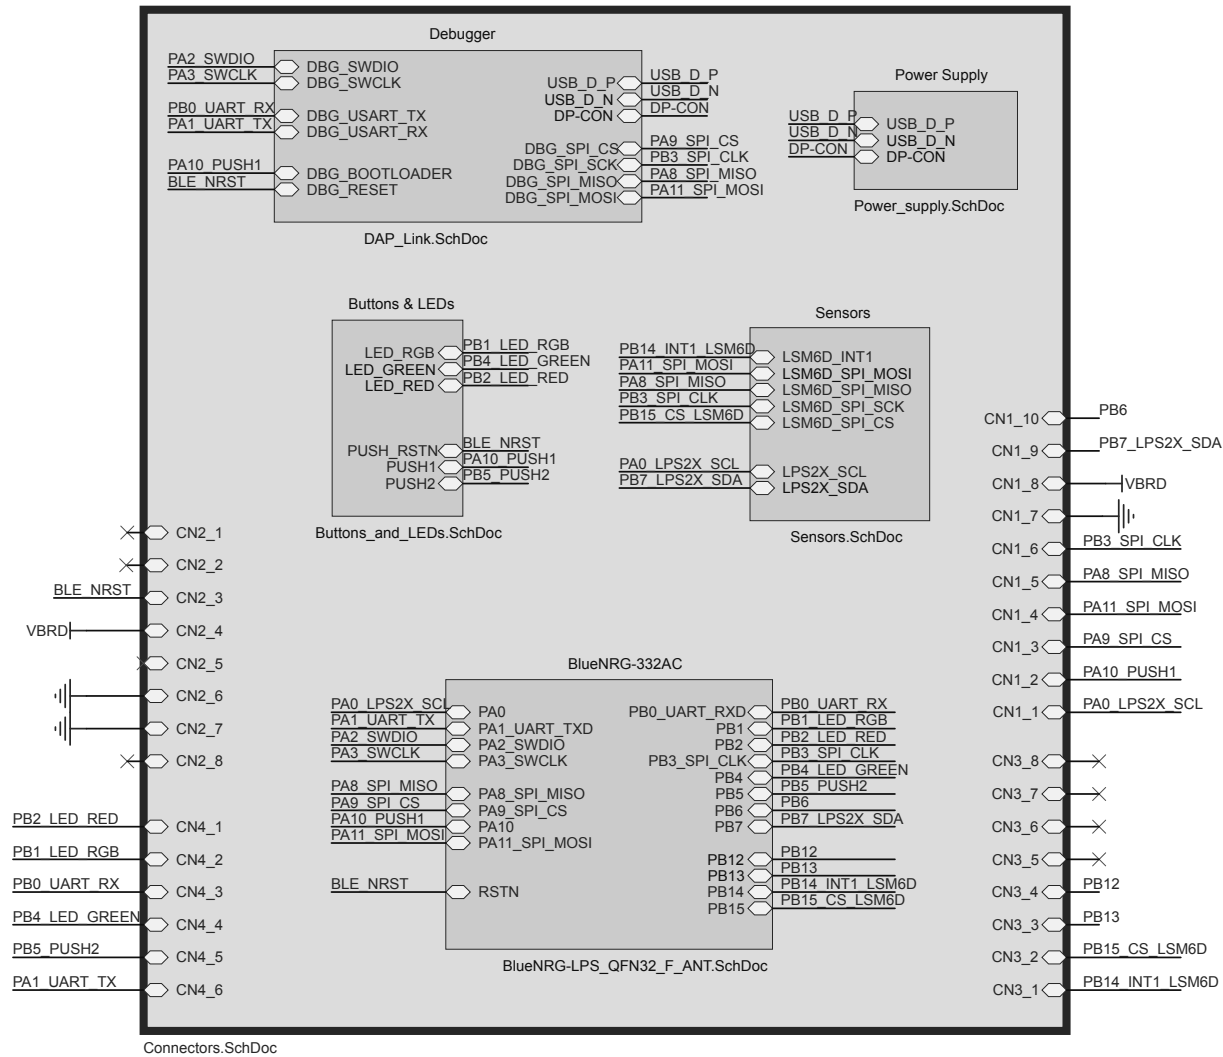 Debugger
PA2_SWDIO
PA3_SWCLK
PB0_UART_RX
PA1_UART_TX
PA10_PUSH1
BLE_NRST
DBG_SWDIO
DBG_SWCLK
DBG_USART_TX
DBG_USART_RX
DBG_BOOTLOADER
DBG_RESET
USB_D_P
USB_D_N
DP-CON
DBG_SPI_CS
DBG_SPI_SCK
DBG_SPI_MISO
DBG_SPI_MOSI
USB_D_P
USB_D_N
DP-CON
PA9_SPI_CS
PB3_SPI_CLK
PA8_SPI_MISO
PA11_SPI_MOSI
DAP_Link.SchDoc
Power Supply
USB_D_P
USB_D_N
DP-CON
USB_D_P
USB_D_N
DP-CON
Power_supply.SchDoc
Buttons & LEDs
LED_RGB
LED_GREEN
LED_RED
PUSH_RSTN
PUSH1
PUSH2
PB1_LED_RGB
PB4_LED_GREEN
PB2_LED_RED
BLE_NRST
PA10_PUSH1
PB5_PUSH2
Buttons_and_LEDs.SchDoc
Sensors
PB14_INT1_LSM6D
PA11_SPI_MOSI
PA8_SPI_MISO
PB3_SPI_CLK
PB15_CS_LSM6D
PA0_LPS2X_SCL
PB7_LPS2X_SDA
LSM6D_INT1
LSM6D_SPI_MOSI
LSM6D_SPI_MISO
LSM6D_SPI_SCK
LSM6D_SPI_CS
LPS2X_SCL
LPS2X_SDA
Sensors.SchDoc
CN2_1
CN2_2
BLE_NRST
CN2_3
VBRD
CN2_4
CN2_5
CN2_6
CN2_7
CN2_8
PB2_LED_RED
CN4_1
PB1_LED_RGB
CN4_2
PB0_UART_RX
CN4_3
PB4_LED_GREEN
CN4_4
PB5_PUSH2
CN4_5
PA1_UART_TX
CN4_6
BlueNRG-332AC
PA0_LPS2X_SCL
PA1_UART_TX
PA2_SWDIO
PA3_SWCLK
PA8_SPI_MISO
PA9_SPI_CS
PA10_PUSH1
PA11_SPI_MOSI
BLE_NRST
PA0
PA1_UART_TXD
PA2_SWDIO
PA3_SWCLK
PA8_SPI_MISO
PA9_SPI_CS
PA10
PA11_SPI_MOSI
RSTN
PB0_UART_RXD
PB1
PB2
PB3_SPI_CLK
PB4
PB5
PB6
PB7
PB12
PB13
PB14
PB15
PB0_UART_RX
PB1_LED_RGB
PB2_LED_RED
PB3_SPI_CLK
PB4_LED_GREEN
PB5_PUSH2
PB6
PB7_LPS2X_SDA
PB12
PB13
PB14_INT1_LSM6D
PB15_CS_LSM6D
BlueNRG-LPS_QFN32_F_ANT.SchDoc
CN1_10
PB6
CN1_9
PB7_LPS2X_SDA
CN1_8
VBRD
CN1_7
CN1_6
PB3_SPI_CLK
CN1_5
PA8_SPI_MISO
CN1_4
PA11_SPI_MOSI
CN1_3
PA9_SPI_CS
CN1_2
PA10_PUSH1
CN1_1
PA0_LPS2X_SCL
CN3_8
CN3_7
CN3_6
CN3_5
CN3_4
PB12
CN3_3
PB13
CN3_2
PB15_CS_LSM6D
CN3_1
PB14_INT1_LSM6D
Connectors.SchDoc